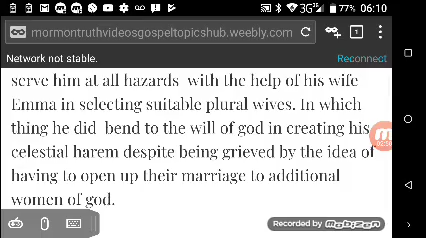 3G 77% 06:10
mormontruthvideosgospeltopicshub.weebly.com 1
Network not stable. Reconnect
serve him at all hazards with the help of his wife
Emma in selecting suitable plural wives. In which
thing he did bend to the will of god in creating his
celestial harem despite being grieved by the idea of
having to open up their marriage to additional
women of god.
Recorded by mobizen